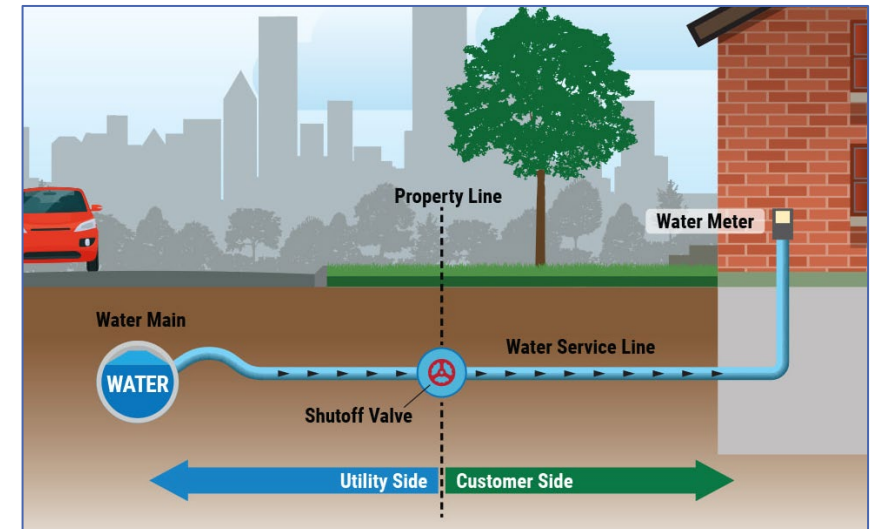 Property Line
Water Meter
Water Main
Water Service Line
WATER
Shutoff Valve
Utility Side
Customer Side